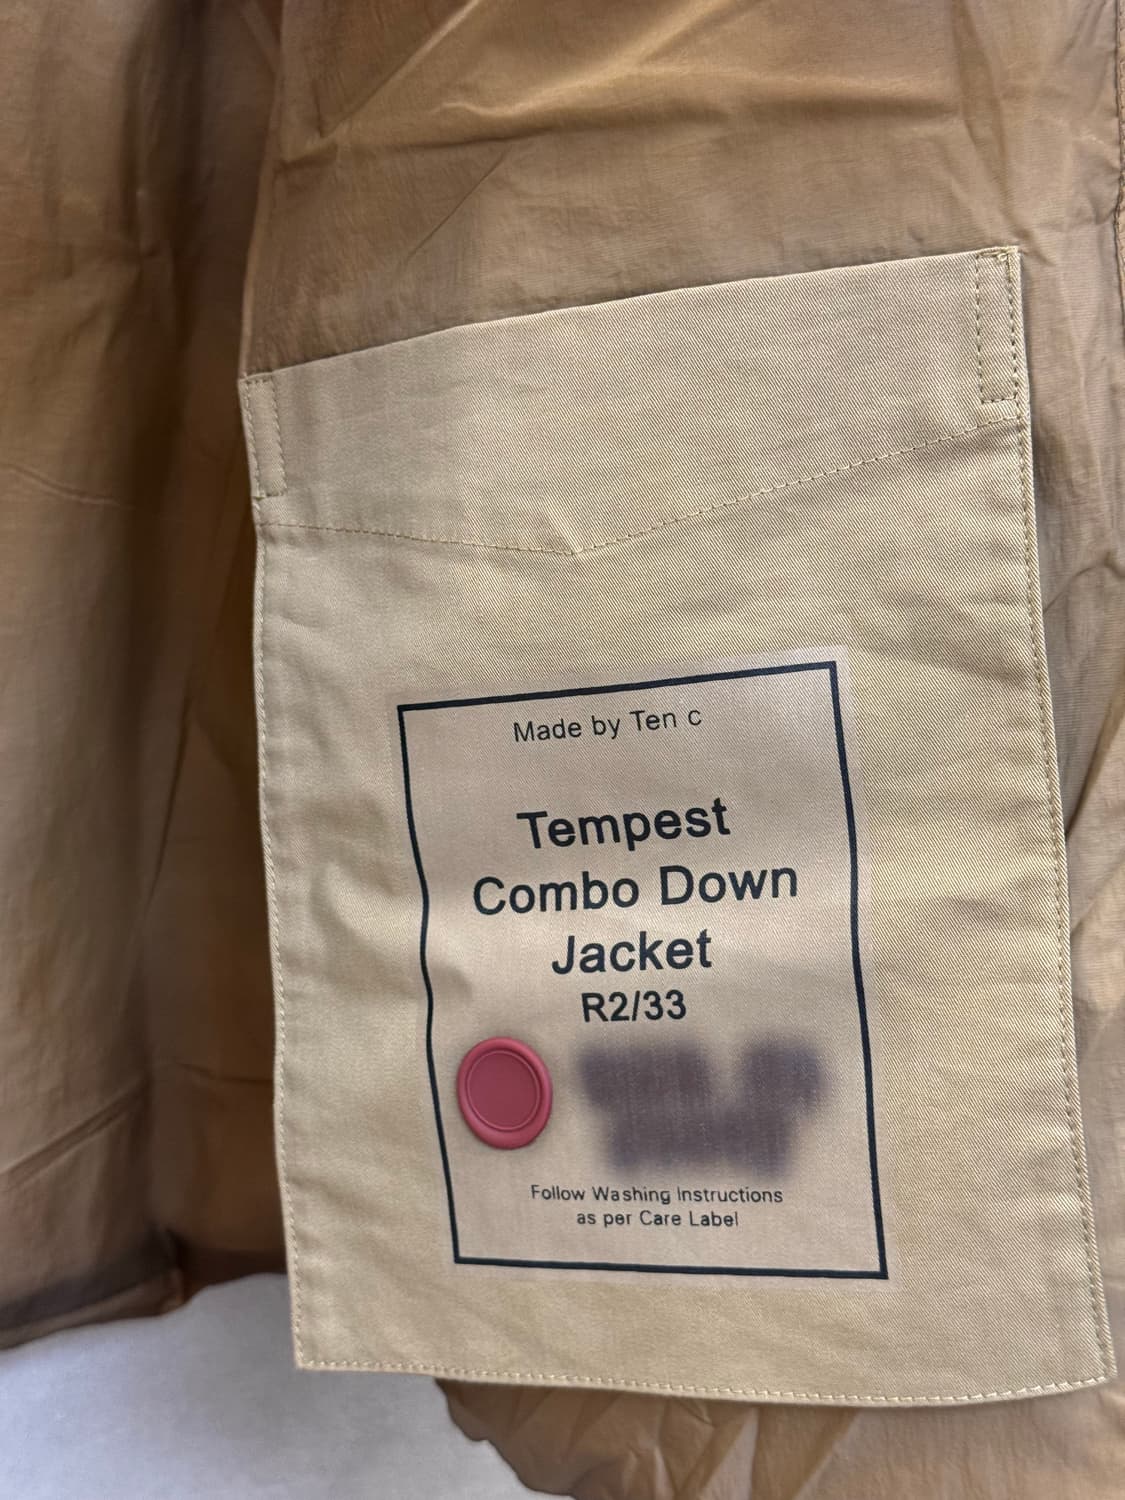 Made by Ten c
Tempest
Combo Down
Jacket
R2/33
Follow Washing Instructions
as per Care Label